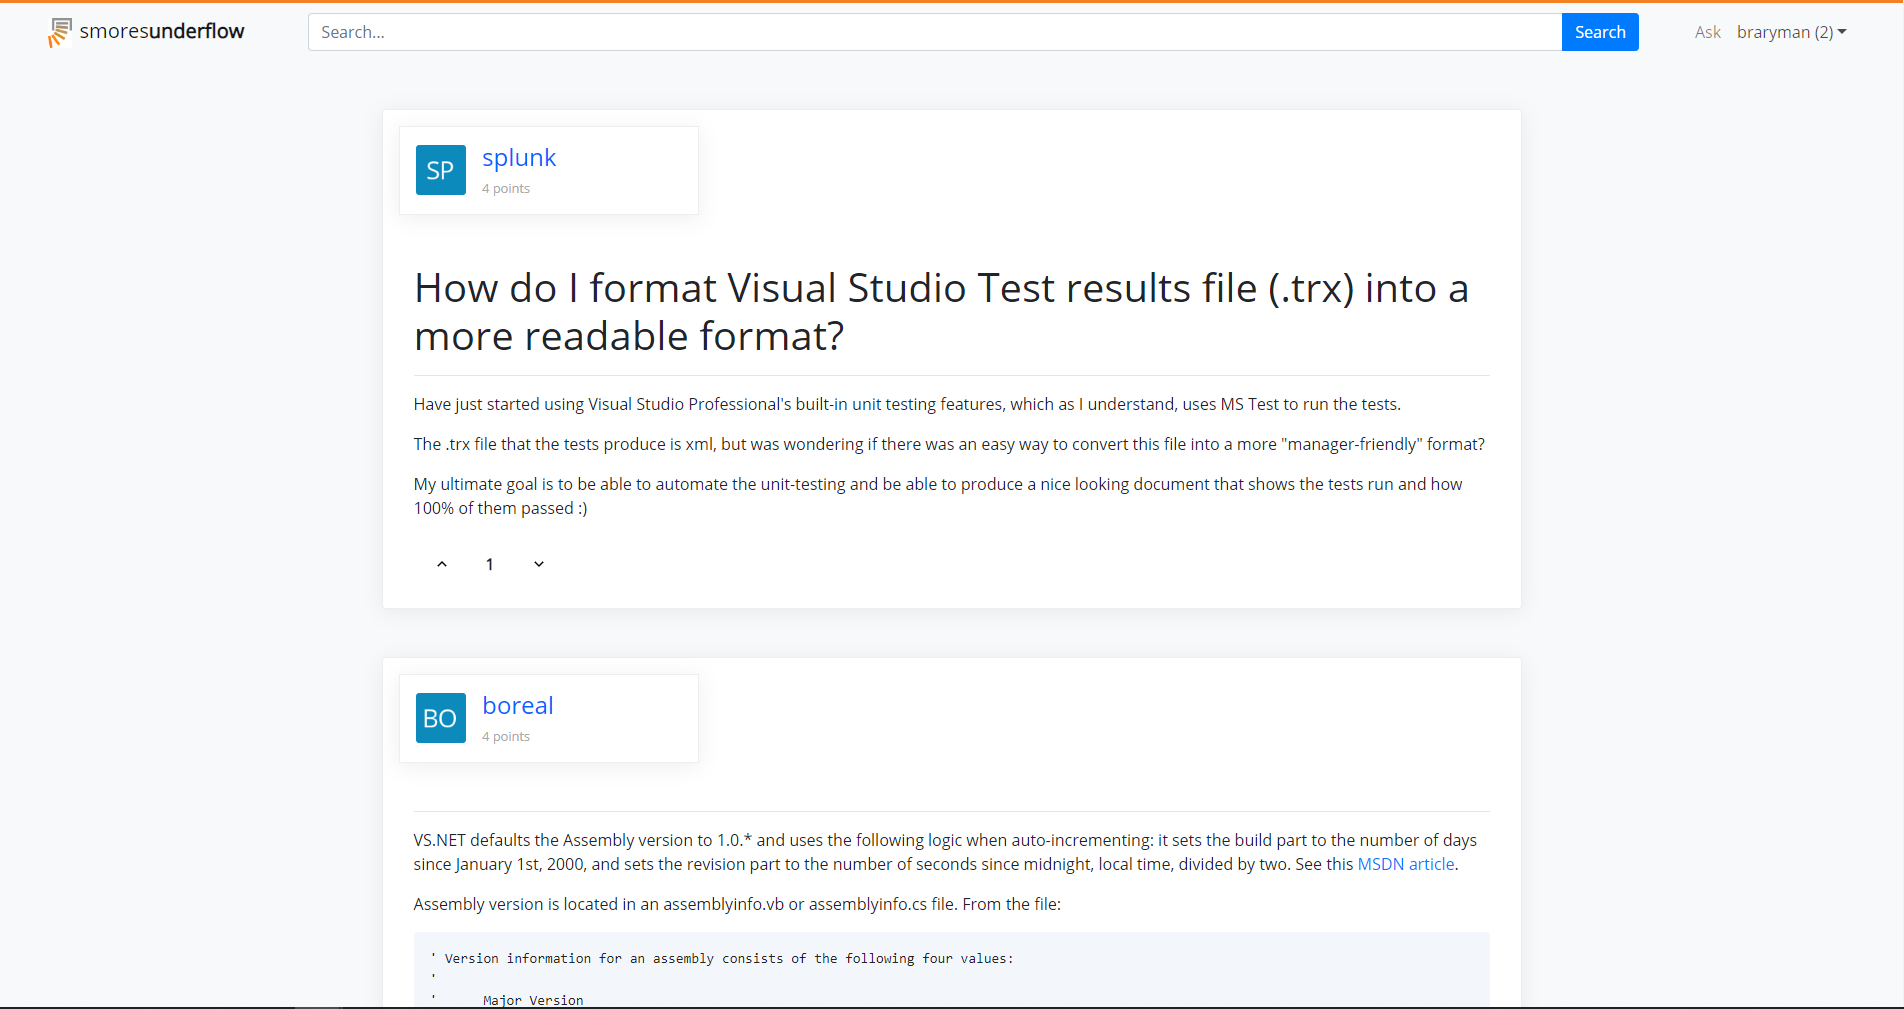 smoresunderflow
Search...
Search
Ask
braryman (2)
SP
splunk
4 points
How do I format Visual Studio Test results file (.trx) into a
more readable format?
Have just started using Visual Studio Professional's built-in unit testing features, which as I understand, uses MS Test to run the tests.
The .trx file that the tests produce is xml, but was wondering if there was an easy way to convert this file into a more "manager-friendly" format?
My ultimate goal is to be able to automate the unit-testing and be able to produce a nice looking document that shows the tests run and how
100% of them passed :)
1
BO
boreal
4 points
VS.NET defaults the Assembly version to 1.0.* and uses the following logic when auto-incrementing: it sets the build part to the number of days
since January 1st, 2000, and sets the revision part to the number of seconds since midnight, local time, divided by two. See this MSDN article.
Assembly version is located in an assemblyinfo.vb or assemblyinfo.cs file. From the file:
' Version information for an assembly consists of the following four values:
'
'      Major Version